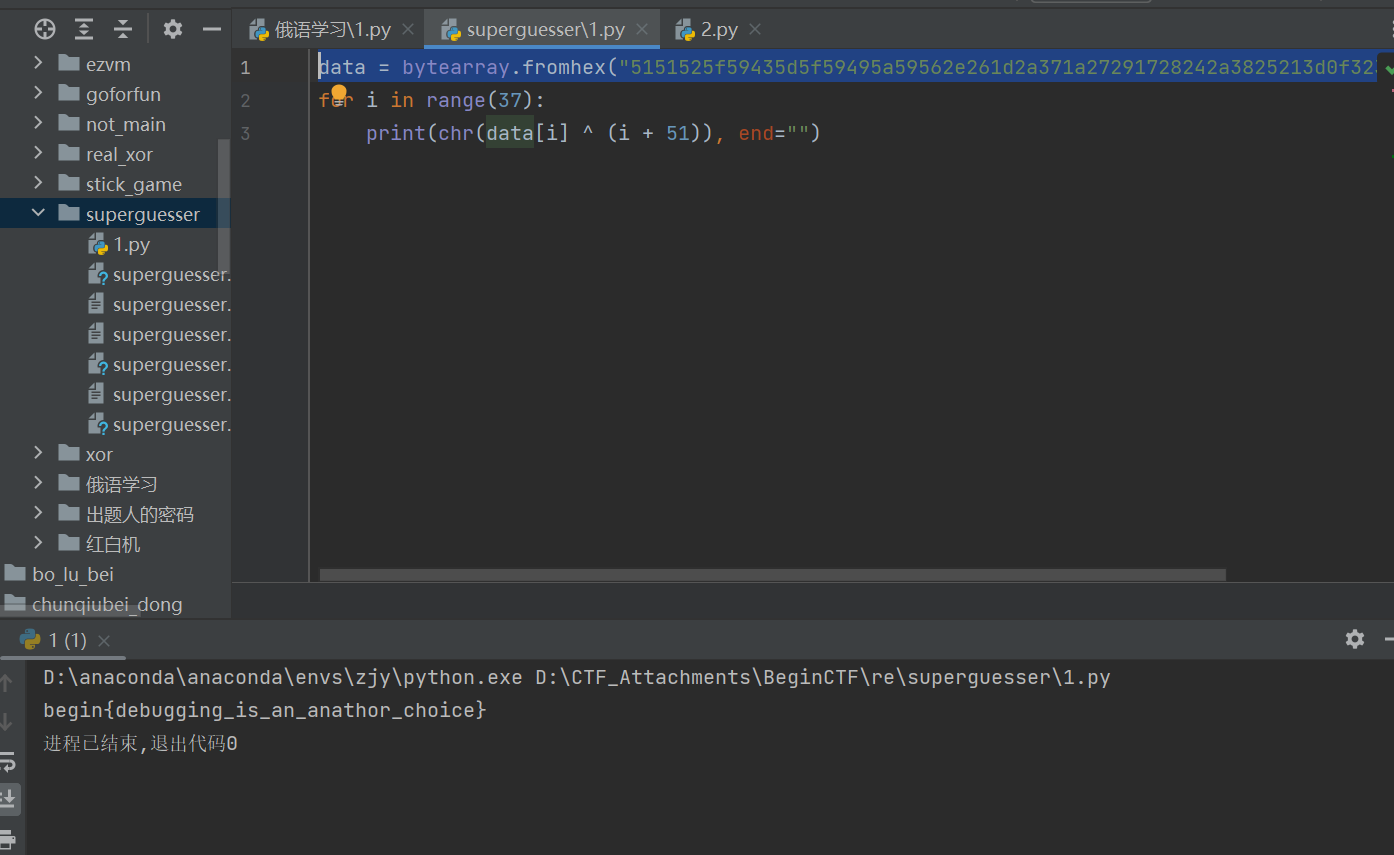 俄语学习\1.py
superguesser\1.py
2.py
ezvm
goforfun
not_main
real_xor
stick_game
superguesser
1.py
superguesser.
superguesser.
superguesser.
superguesser.
superguesser.
superguesser.
xor
俄语学习
出题人的密码
红白机
bo_lu_bei
chunqiubei_dong
1 data = bytearray.fromhex("5151525f59435d5f59495a59562e261d2a371a27291728242a3825213d0f32
2 for i in range(37):
3 print(chr(data[i] ^ (i + 51)), end="")
1 (1)
D:\anaconda\anaconda\envs\zjy\python.exe D:\CTF_Attachments\BeginCTF\re\superguesser\1.py
begin{debugging_is_an_anathor_choice}
进程已结束,退出代码0